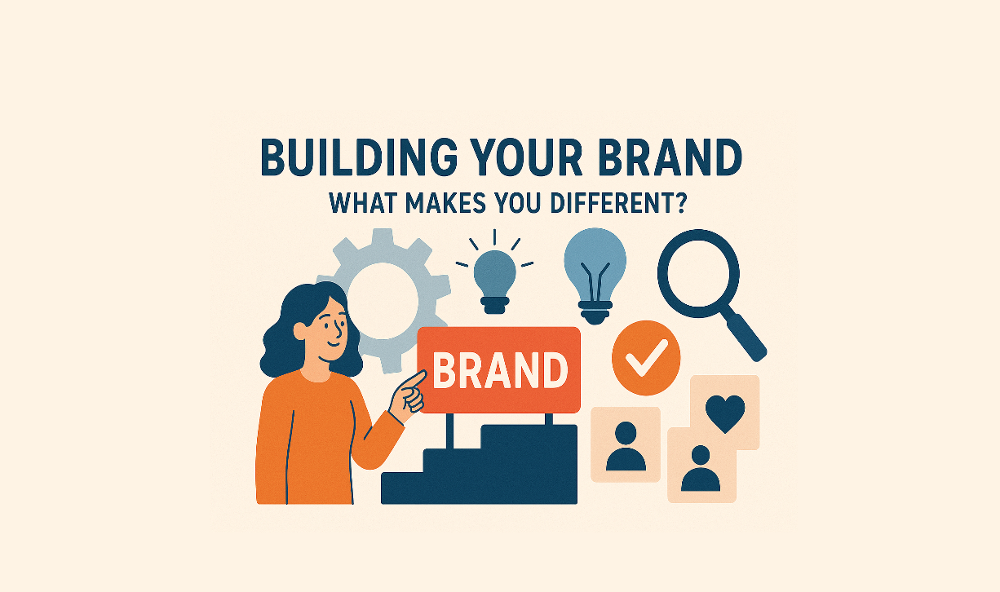 BUILDING YOUR BRAND
WHAT MAKES YOU DIFFERENT?
BRAND